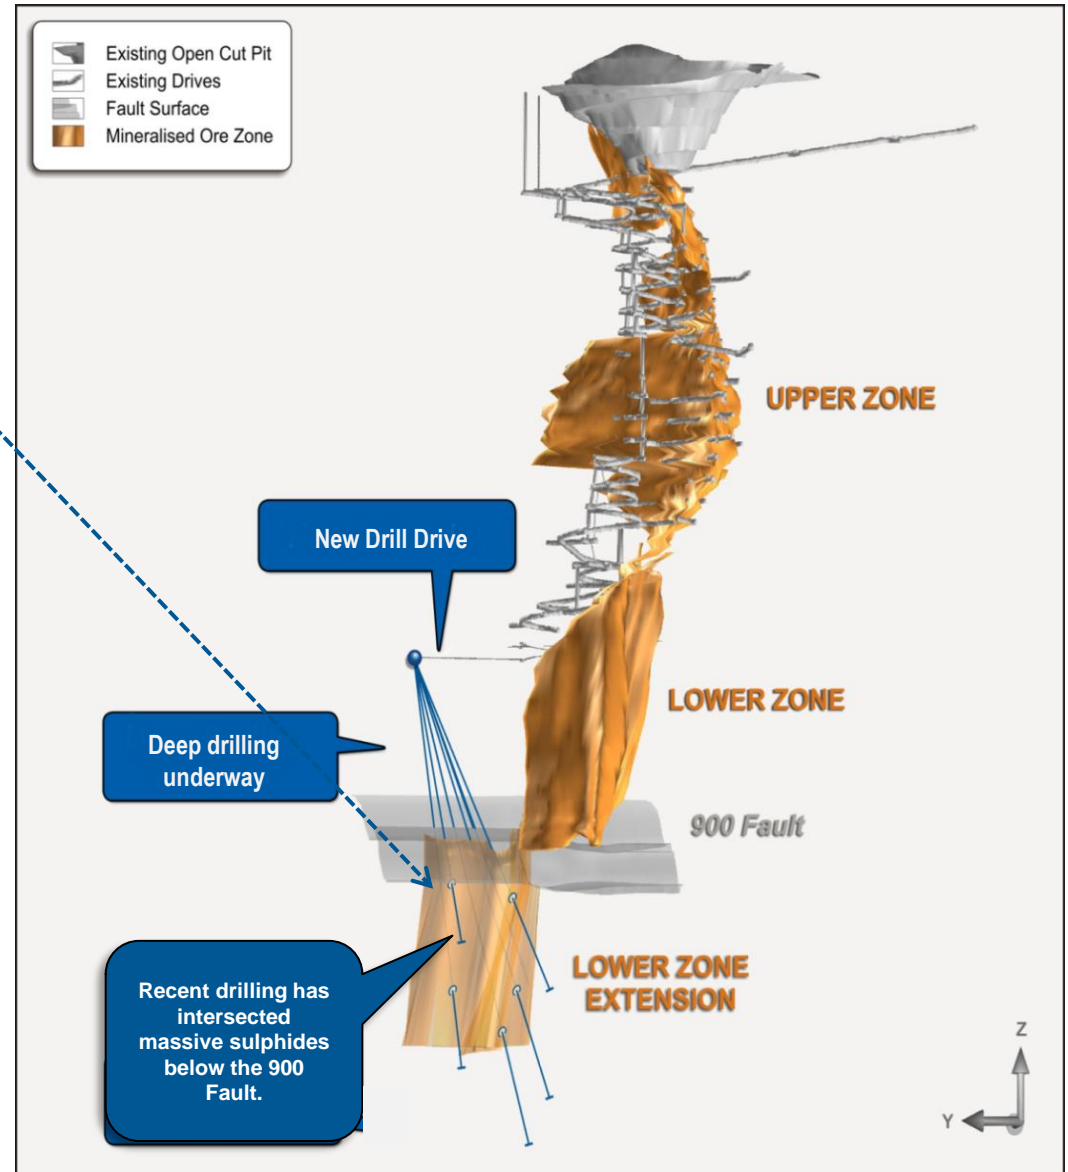 Existing Open Cut Pit
Existing Drives
Fault Surface
Mineralised Ore Zone
UPPER ZONE
New Drill Drive
LOWER ZONE
Deep drilling
underway
900 Fault
LOWER ZONE
EXTENSION
Recent drilling has
intersected
massive sulphides
below the 900
Fault.
Z
Y